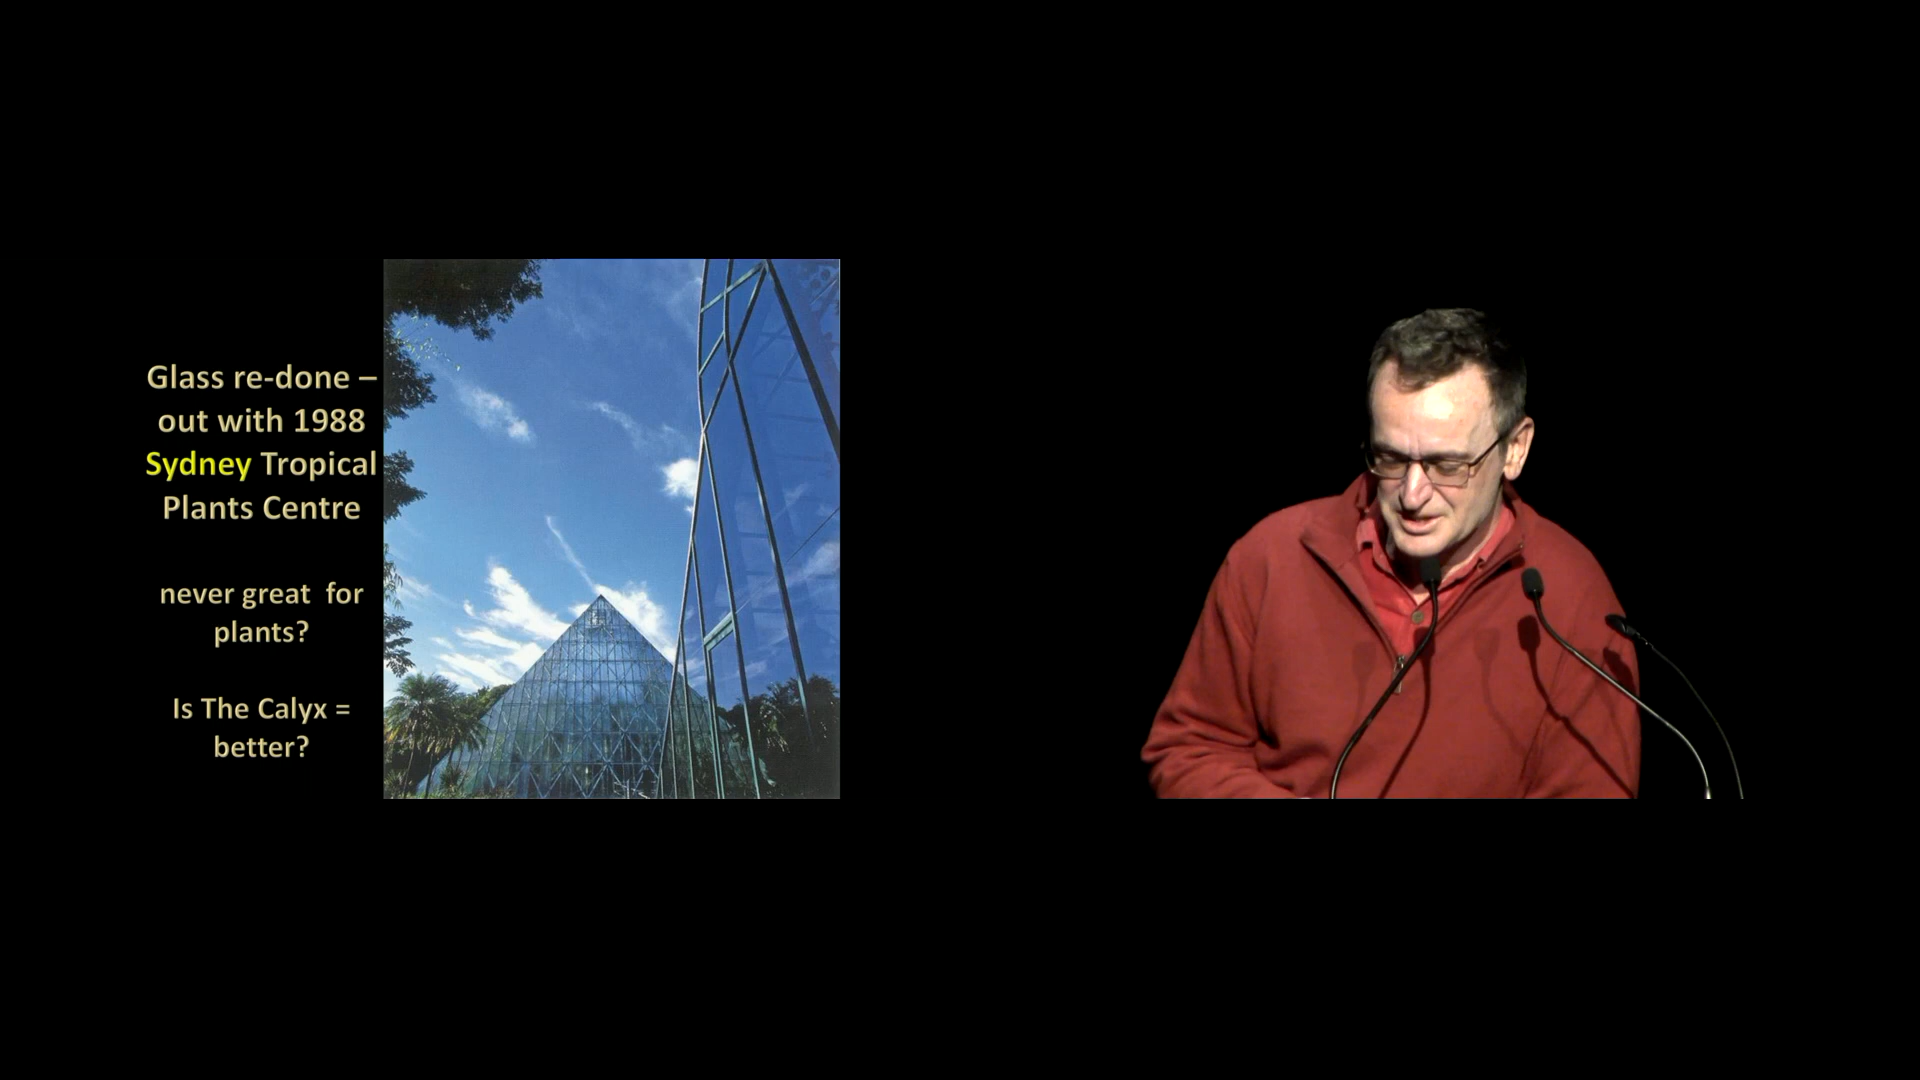 Glass re-done –
out with 1988
Sydney Tropical
Plants Centre
never great for
plants?
Is The Calyx =
better?